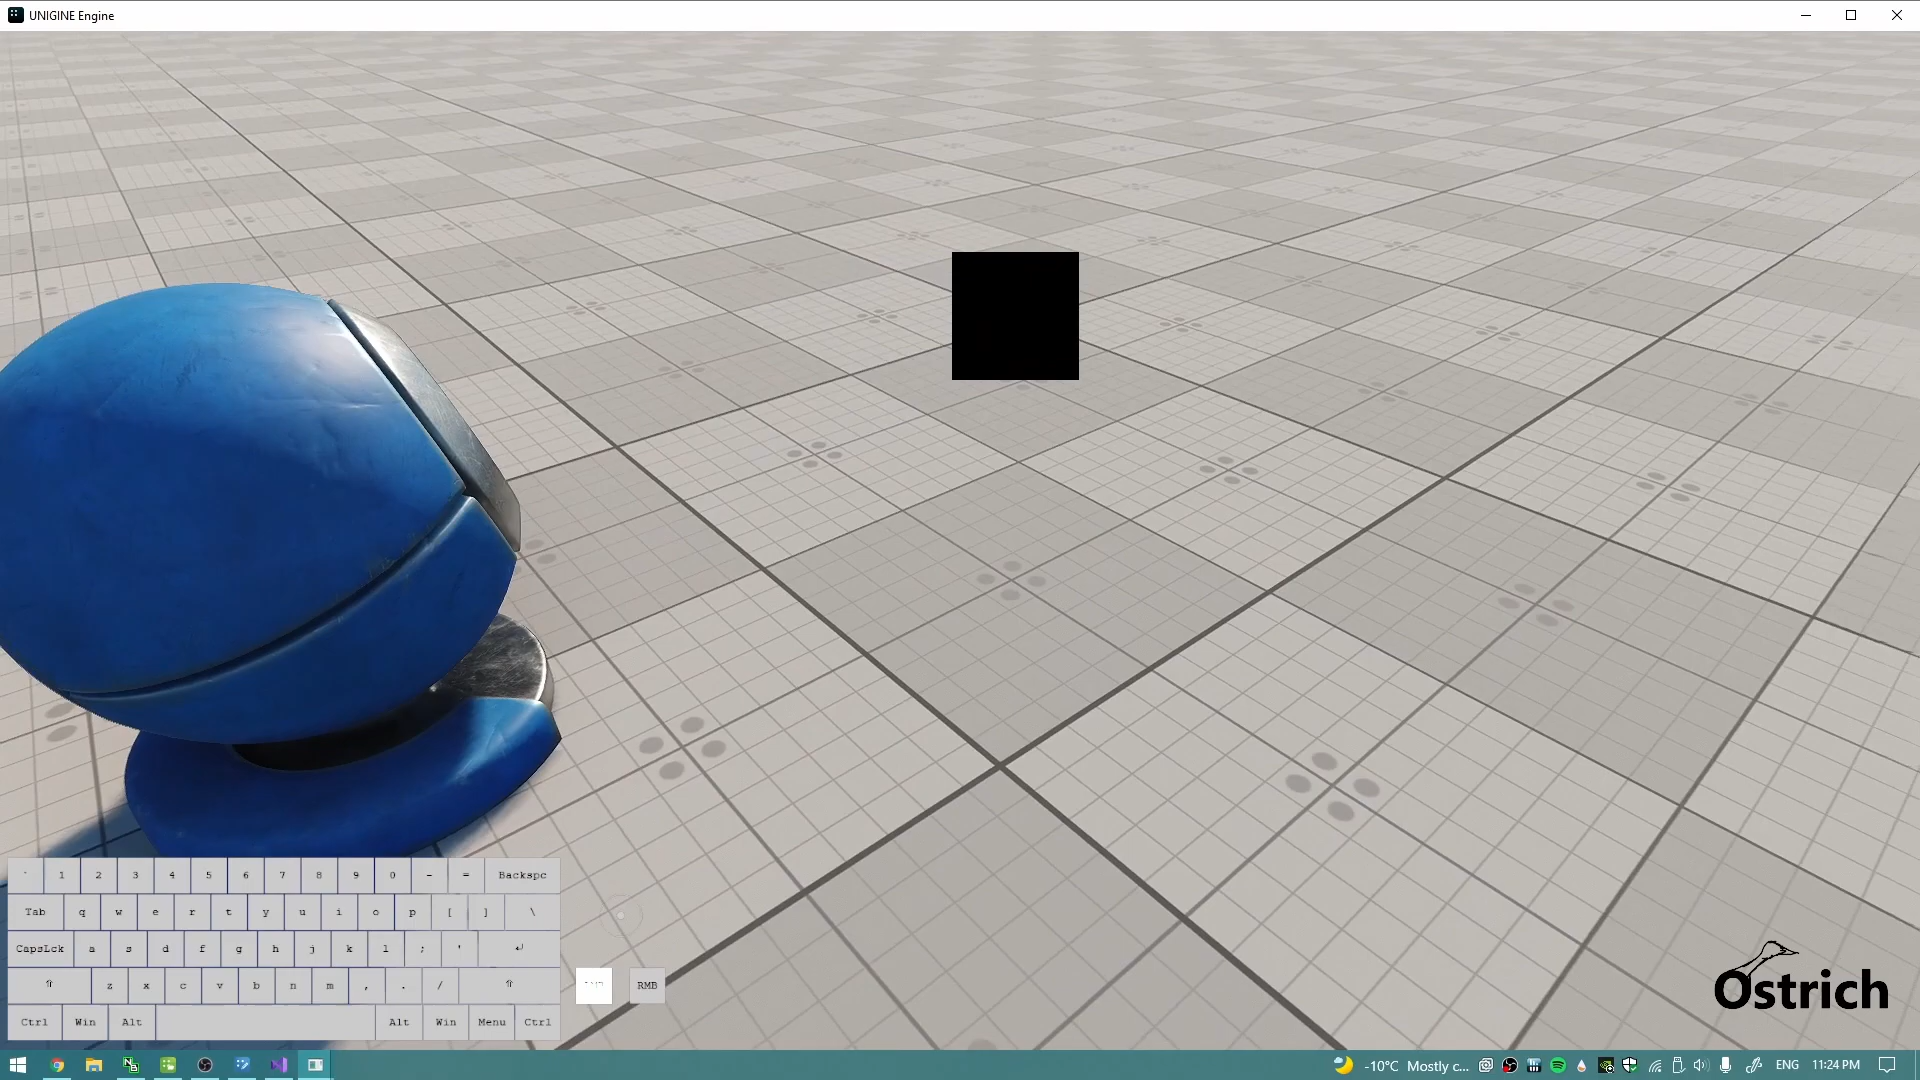 UNIGINE Engine
` 1 2 3 4 5 6 7 8 9 0 - = Backspc
Tab q w e r t y u i o p [ ] \
CapsLck a s d f g h j k l ; ' ↵
⇧ z x c v b n m , . / ⇧
RMB
Ctrl Win Alt Alt Win Menu Ctrl
Ostrich
-10°C Mostly c... ENG 11:24 PM